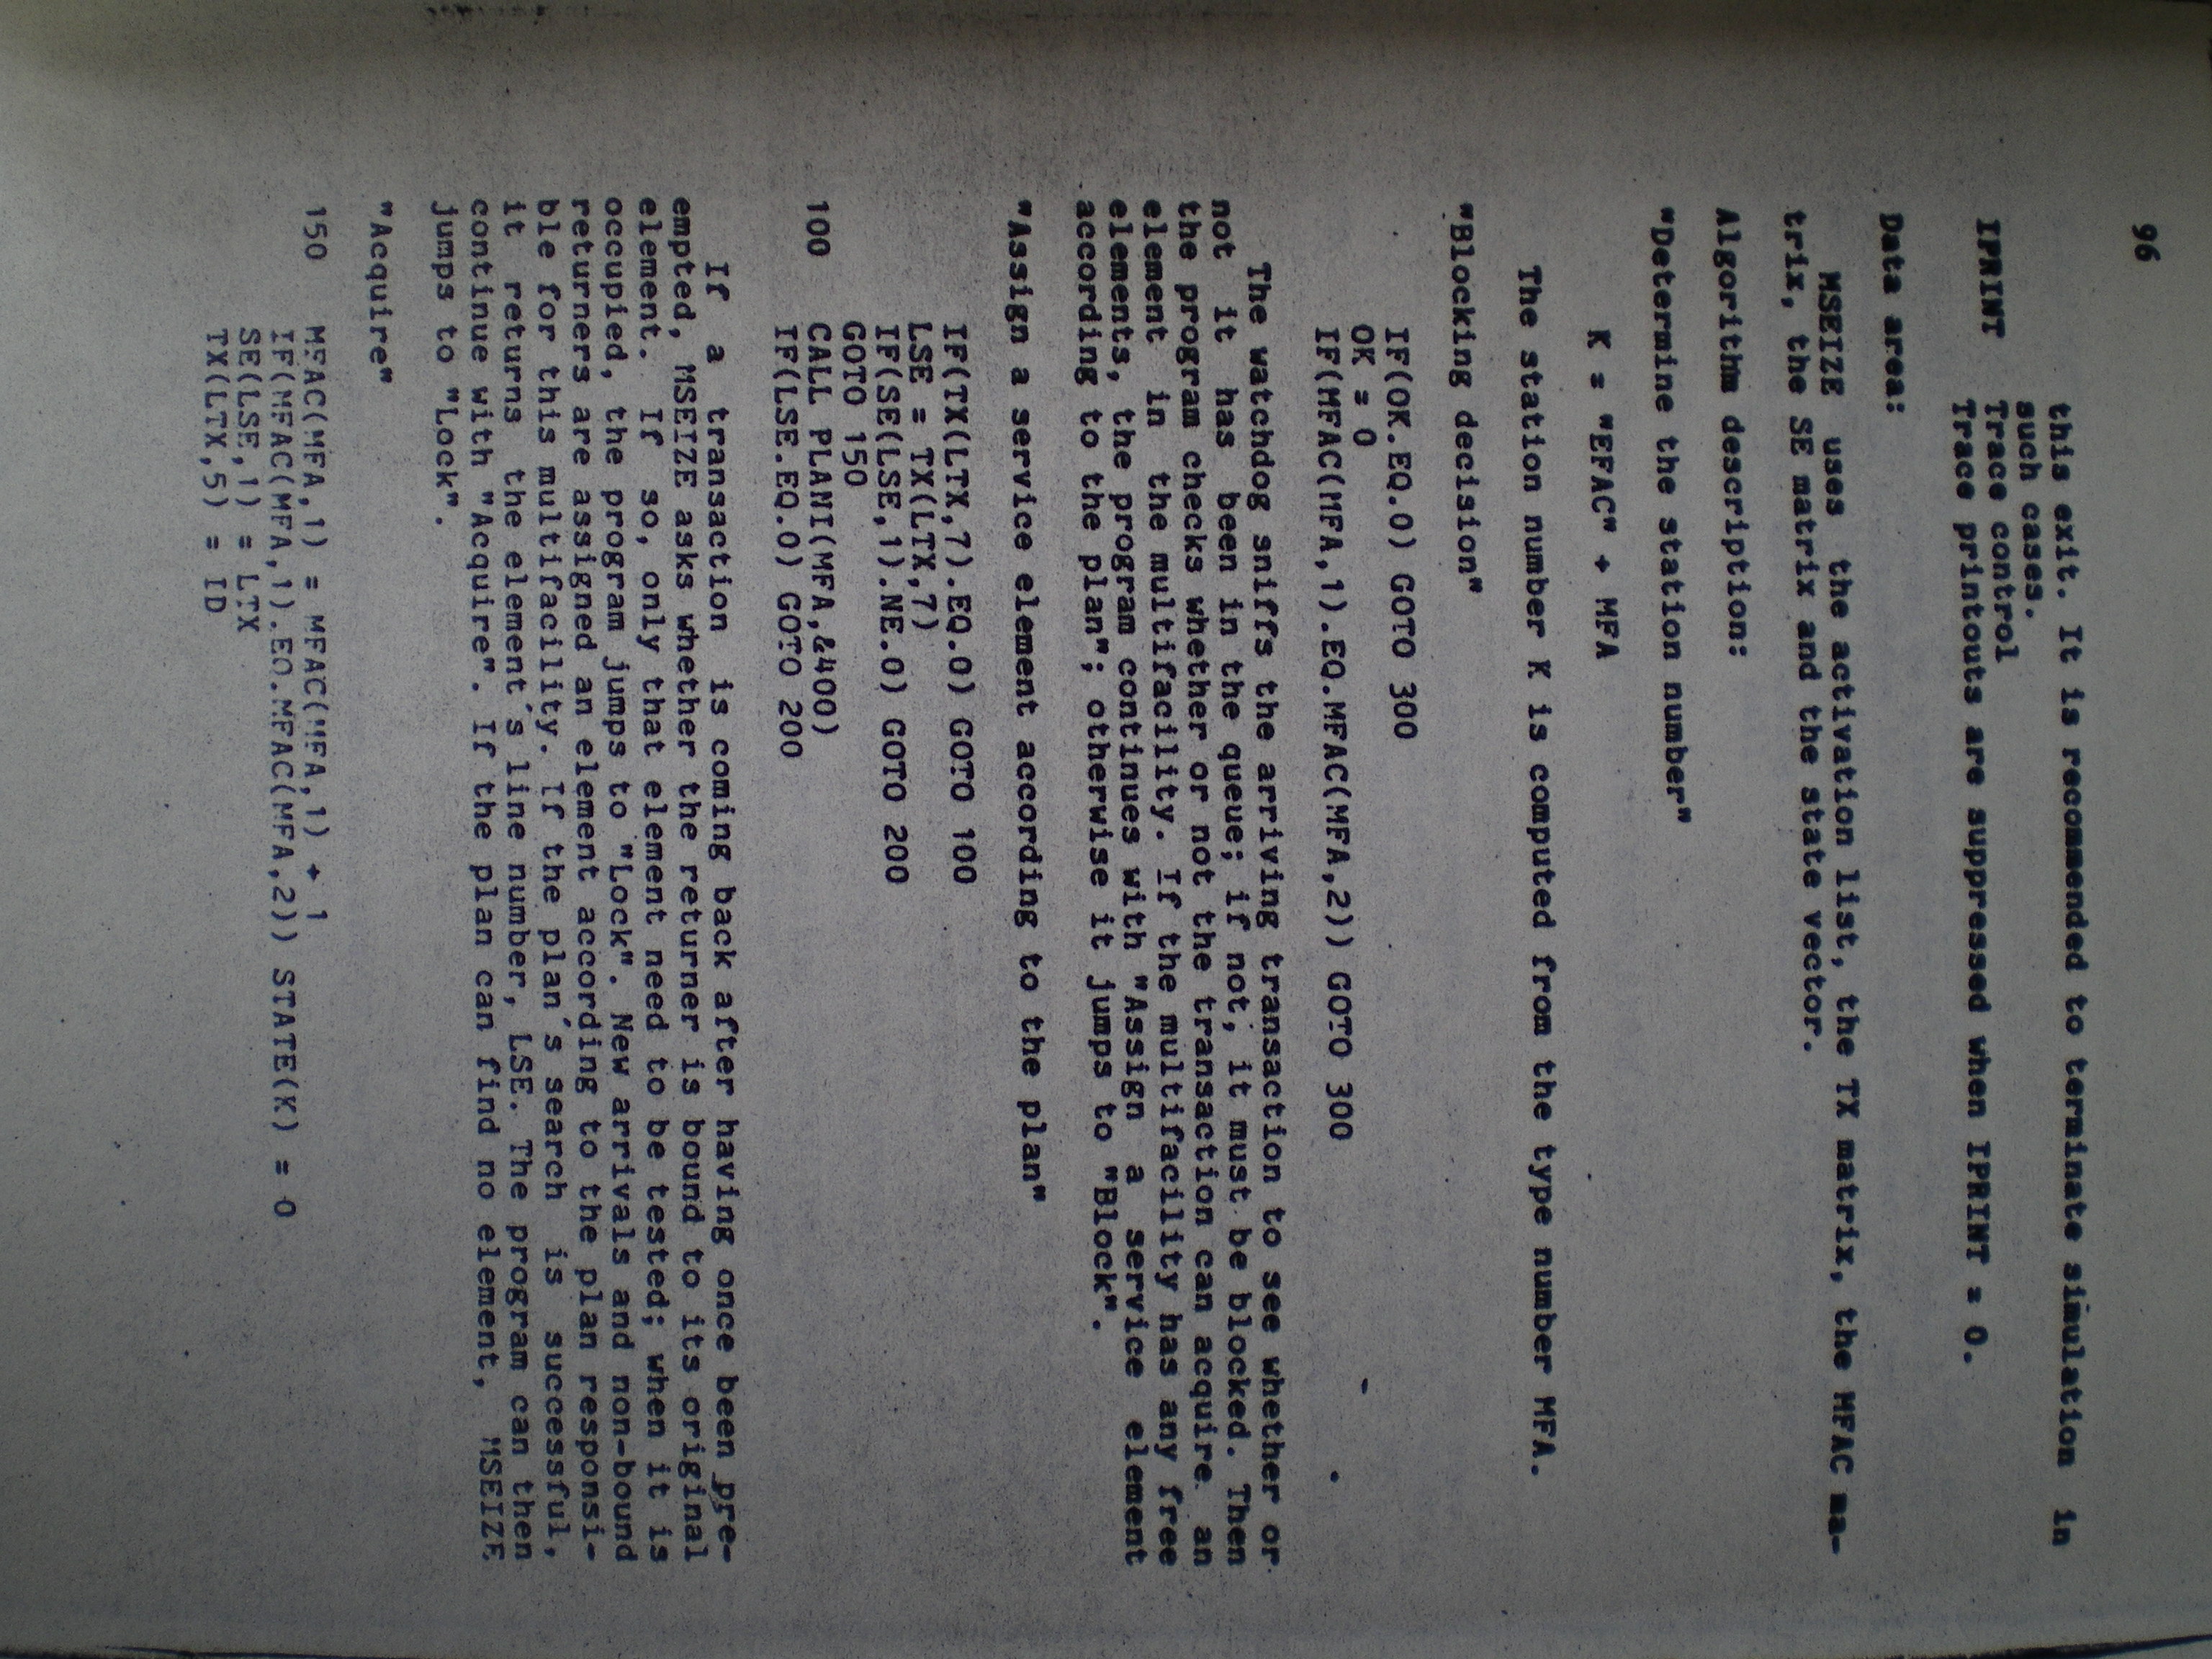 96
this exit. It is recommended to terminate simulation in
such cases.
IPRINT Trace control
Trace printouts are suppressed when IPRINT = 0.
Data area:
MSEIZE uses the activation list, the TX matrix, the MFAC ma-
trix, the SE matrix and the state vector.
Algorithm description:
"Determine the station number"
K = "EFAC" + MFA
The station number K is computed from the type number MFA.
"Blocking decision"
IF(OK.EQ.0) GOTO 300
OK = 0
IF(MFAC(MFA,1).EQ.MFAC(MFA,2)) GOTO 300
The watchdog sniffs the arriving transaction to see whether or
not it has been in the queue; if not, it must be blocked. Then
the program checks whether or not the transaction can acquire an
element in the multifacility. If the multifacility has any free
elements, the program continues with "Assign a service element
according to the plan"; otherwise it jumps to "Block".
"Assign a service element according to the plan"
IF(TX(LTX,7).EQ.0) GOTO 100
LSE = TX(LTX,7)
IF(SE(LSE,1).NE.0) GOTO 200
GOTO 150
100 CALL PLANI(MFA,&400)
IF(LSE.EQ.0) GOTO 200
If a transaction is coming back after having once been pre-
empted, MSEIZE asks whether the returner is bound to its original
element. If so, only that element need to be tested; when it is
occupied, the program jumps to "Lock". New arrivals and non-bound
returners are assigned an element according to the plan responsi-
ble for this multifacility. If the plan´s search is successful,
it returns the element´s line number, LSE. The program can then
continue with "Acquire". If the plan can find no element, MSEIZE
jumps to "Lock".
"Acquire"
150 MFAC(MFA,1) = MFAC(MFA,1) + 1
IF(MFAC(MFA,1).EQ.MFAC(MFA,2)) STATE(K) = 0
SE(LSE,1) = LTX
TX(LTX,5) = ID